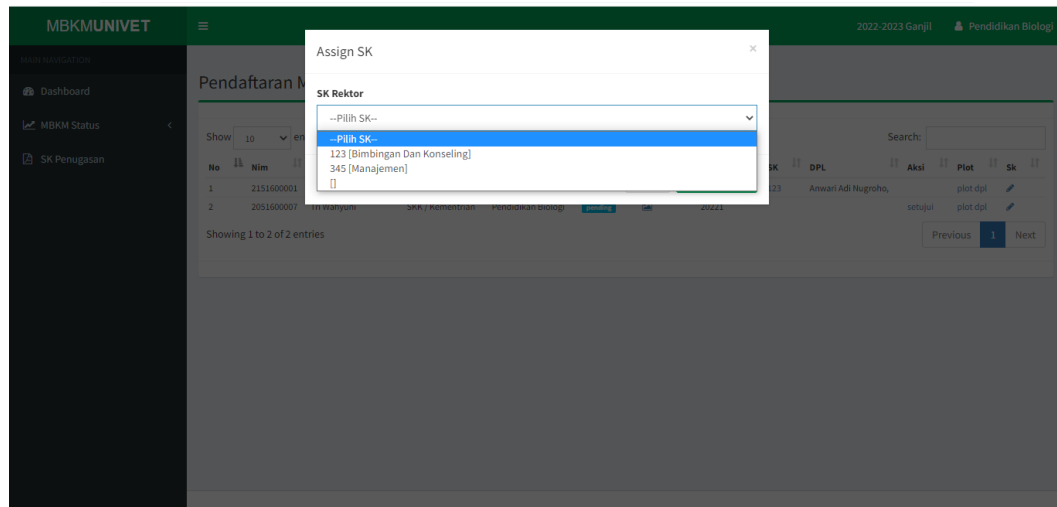 MBKMUNIVET
2022-2023 Ganjil
Pendidikan Biologi
MAIN NAVIGATION
Dashboard
MBKM Status
SK Penugasan
Assign SK
×
SK Rektor
--Pilih SK--
--Pilih SK--
123 [Bimbingan Dan Konseling]
345 [Manajemen]
[]
Pendaftaran M
Show 10 en
Search:
No Nim SK DPL Aksi Plot Sk
1 2151600001 123 Anwari Adi Nugroho, plot dpl
2 2051600007 Tri Wahyuni SKK / Kementrian Pendidikan Biologi pending 20221 setujui plot dpl
Showing 1 to 2 of 2 entries
Previous 1 Next